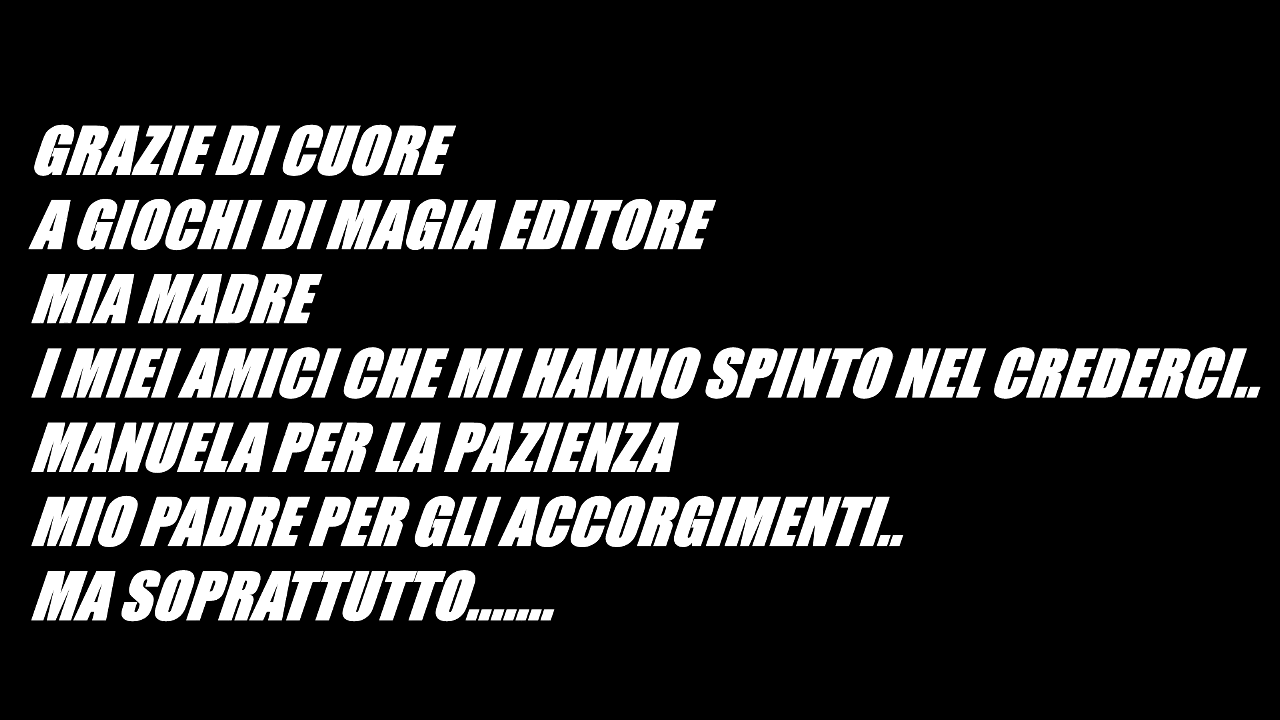 GRAZIE DI CUORE
A GIOCHI DI MAGIA EDITORE
MIA MADRE
I MIEI AMICI CHE MI HANNO SPINTO NEL CREDERCI..
MANUELA PER LA PAZIENZA
MIO PADRE PER GLI ACCORGIMENTI..
MA SOPRATTUTTO.......